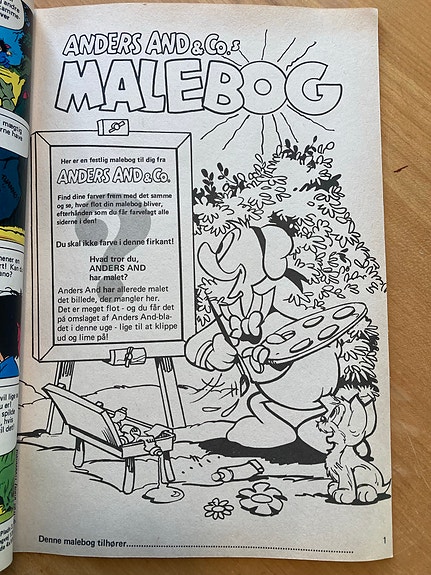 ANDERS AND & Co.s
MALEBOG
Her er en festlig malebog til dig fra
ANDERS AND & Co.
Find dine farver frem med det samme
og se, hvor flot din malebog bliver,
efterhånden som du får farvelagt alle
siderne i den!
Du skal ikke farve i denne firkant!
Hvad tror du,
ANDERS AND
har malet?
Anders And har allerede malet
det billede, der mangler her.
Det er meget flot - og du får det
på omslaget af Anders And-bla-
det i denne uge - lige til at klippe
ud og lime på!
Denne malebog tilhører
1
mægtig